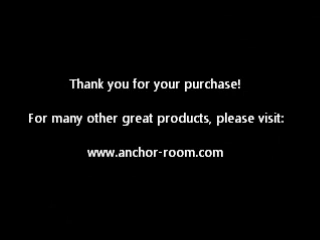 Thank you for your purchase!
For many other great products, please visit:
www.anchor-room.com